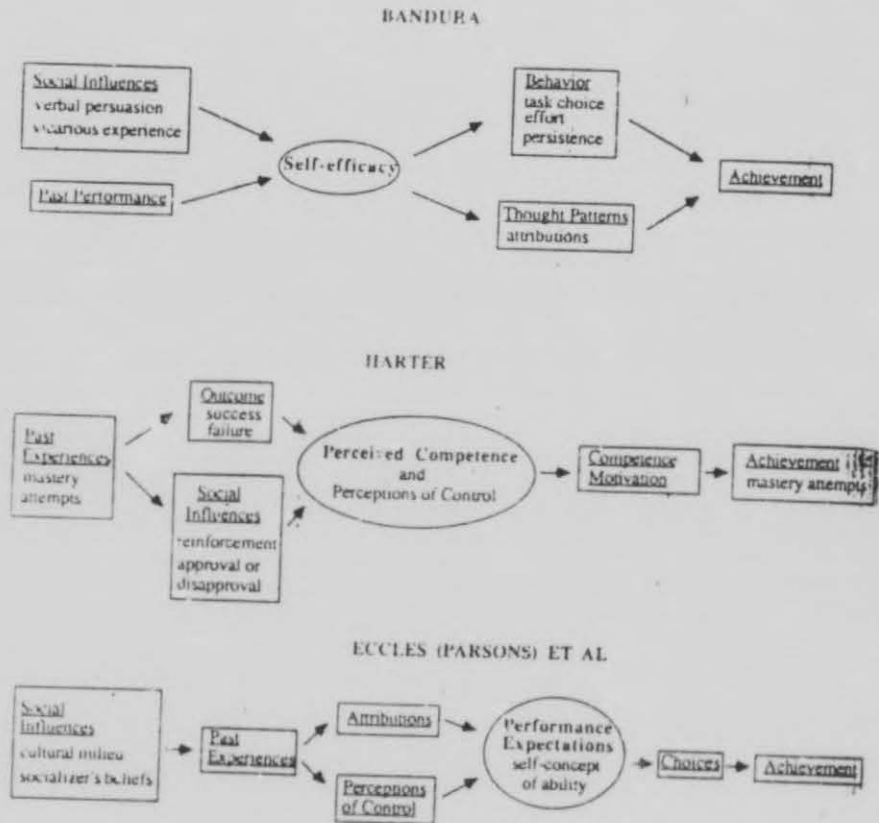 BANDURA
Social Influences
verbal persuasion
vicarious experience
Past Performance
Self-efficacy
Behavior
task choice
effort
persistence
Thought Patterns
attributions
Achievement
HARTER
Past
Experiences
mastery
attempts
Outcome
success
failure
Social
Influences
reinforcement
approval or
disapproval
Perceived Competence
and
Perceptions of Control
Competence
Motivation
Achievement
mastery attempts
ECCLES (PARSONS) ET AL
Social
Influences
cultural milieu
socializer's beliefs
Past
Experiences
Attributions
Perceptions
of Control
Performance
Expectations
self-concept
of ability
Choices
Achievement